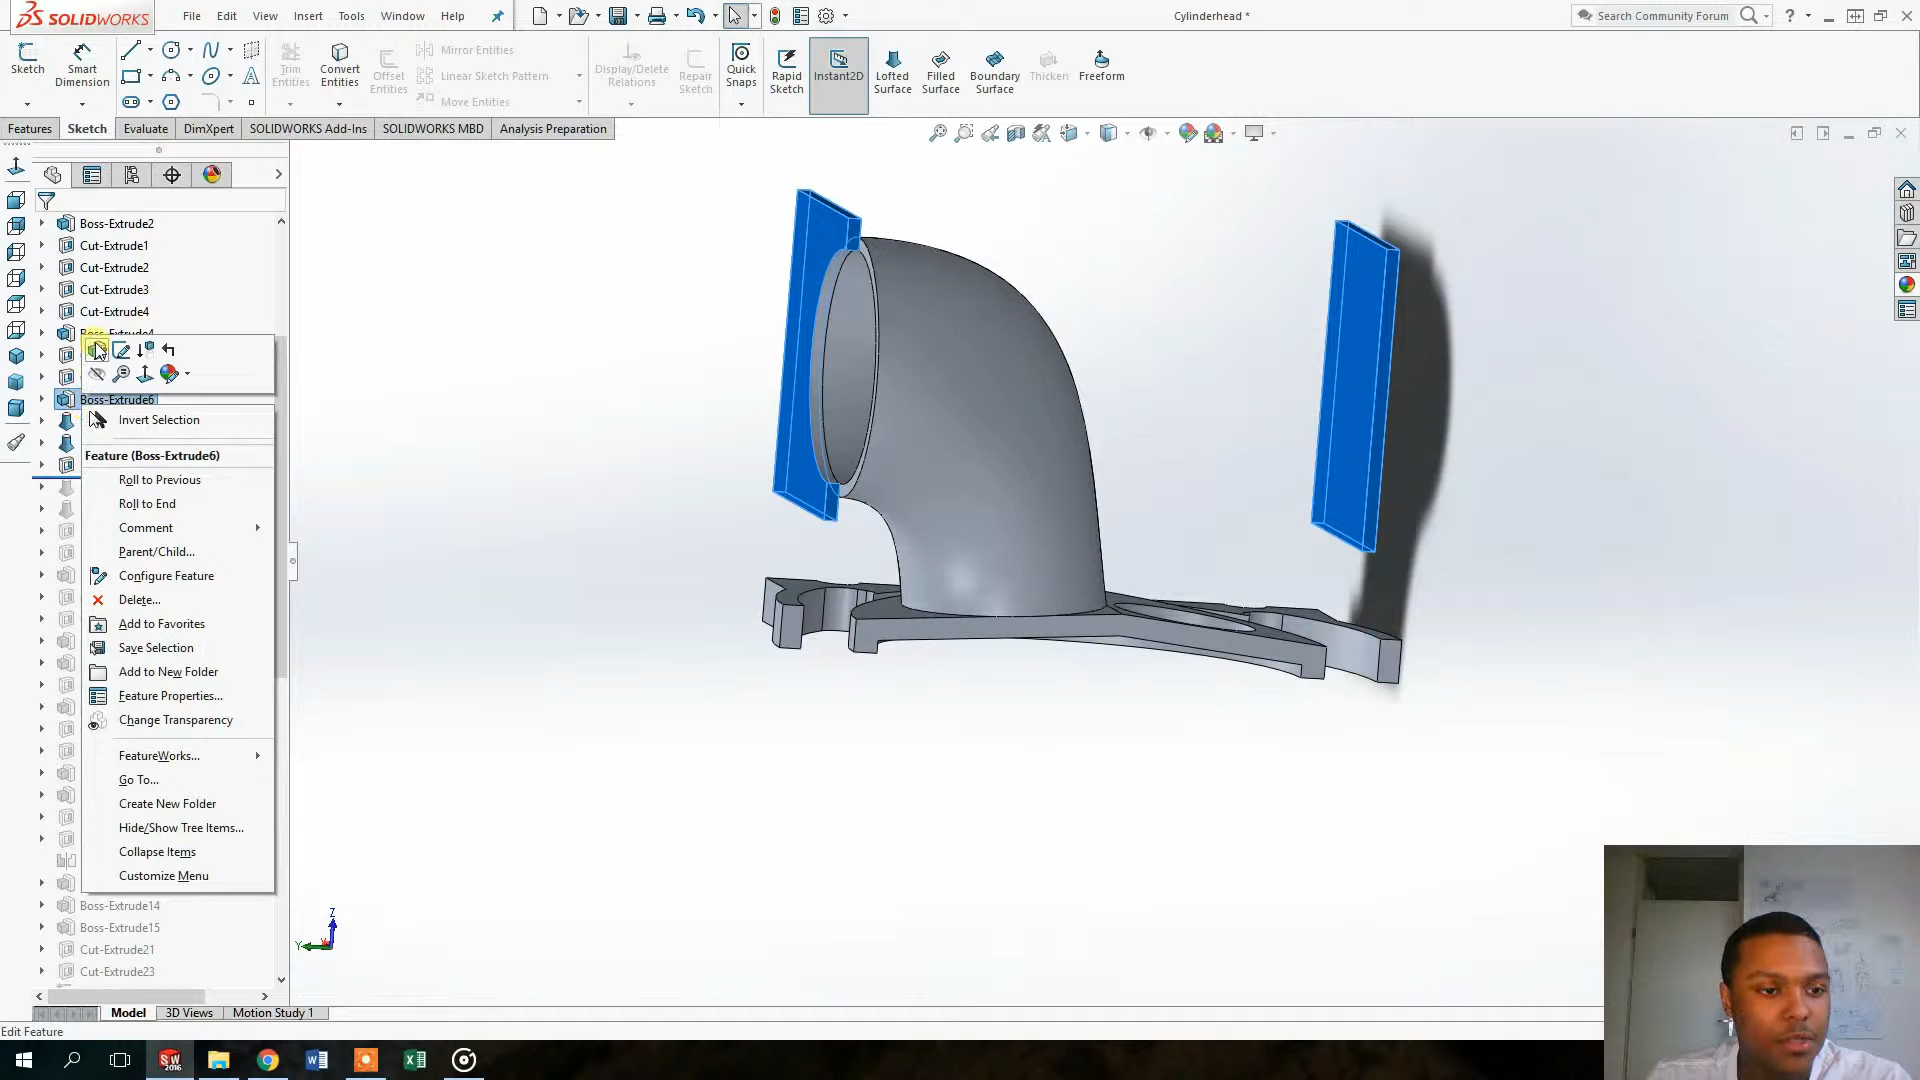 SOLIDWORKS File Edit View Insert Tools Window Help Cylinderhead * Search Community Forum
Sketch Smart Dimension Trim Entities Convert Entities Offset Entities Mirror Entities Linear Sketch Pattern Move Entities Display/Delete Relations Repair Sketch Quick Snaps Rapid Sketch Instant2D Lofted Surface Filled Surface Boundary Surface Thicken Freeform
Features Sketch Evaluate DimXpert SOLIDWORKS Add-Ins SOLIDWORKS MBD Analysis Preparation
Boss-Extrude2
Cut-Extrude1
Cut-Extrude2
Cut-Extrude3
Cut-Extrude4
Boss-Extrude4
Boss-Extrude6
Invert Selection
Feature (Boss-Extrude6)
Roll to Previous
Roll to End
Comment
Parent/Child...
Configure Feature
Delete...
Add to Favorites
Save Selection
Add to New Folder
Feature Properties...
Change Transparency
FeatureWorks...
Go To...
Create New Folder
Hide/Show Tree Items...
Collapse Items
Customize Menu
Boss-Extrude14
Boss-Extrude15
Cut-Extrude21
Cut-Extrude23
Z
Y
Model 3D Views Motion Study 1
Edit Feature
SW 2016